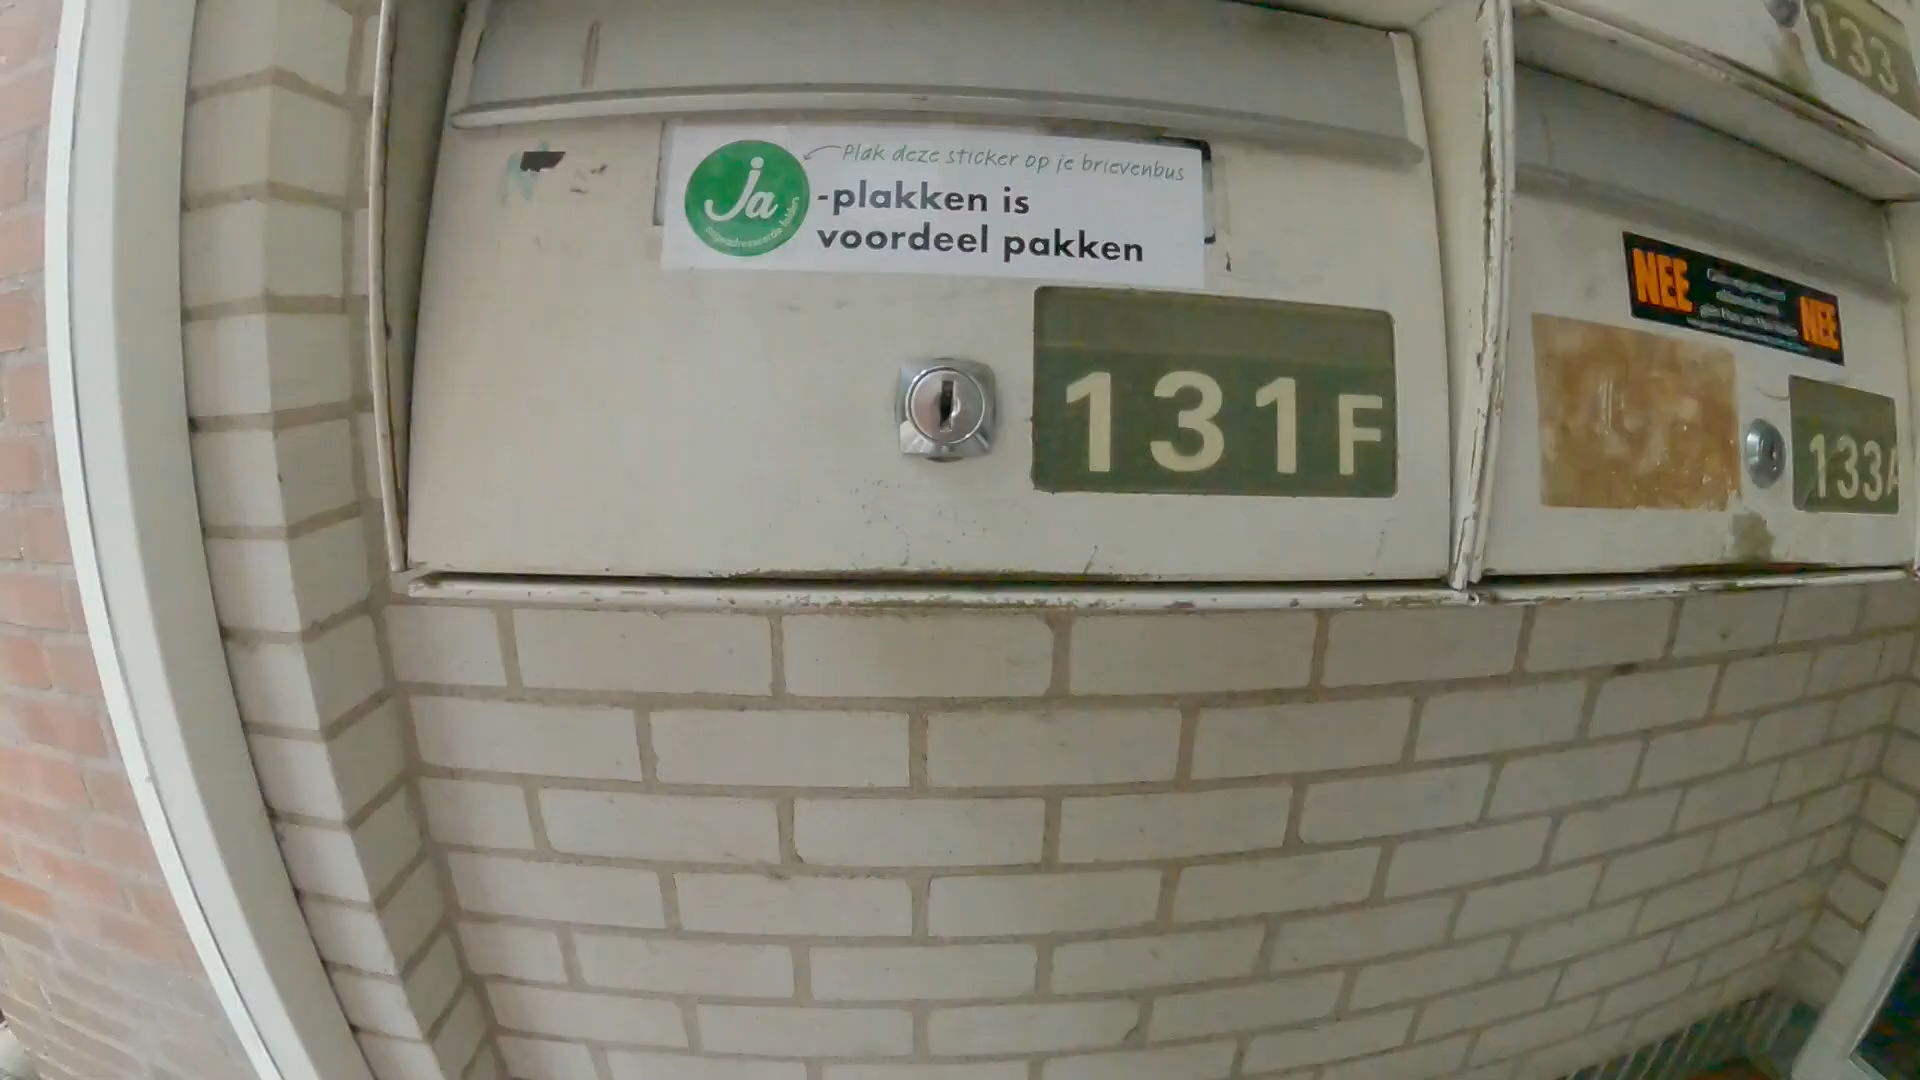 Plak deze sticker op je brievenbus
ja
-plakken is
voordeel pakken
131F
133
NEE
NEE
133A